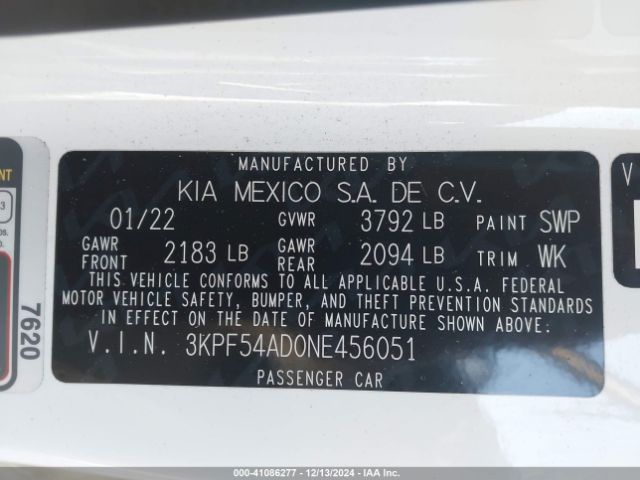 MANUFACTURED BY
KIA MEXICO S.A. DE C.V.
01/22 GVWR 3792 LB PAINT SWP
GAWR FRONT 2183 LB GAWR REAR 2094 LB TRIM WK
THIS VEHICLE CONFORMS TO ALL APPLICABLE U.S.A. FEDERAL
MOTOR VEHICLE SAFETY, BUMPER, AND THEFT PREVENTION STANDARDS
IN EFFECT ON THE DATE OF MANUFACTURE SHOWN ABOVE:
V.I.N. 3KPF54AD0NE456051
PASSENGER CAR
7620
000-41086277 - 12/13/2024 - IAA Inc.